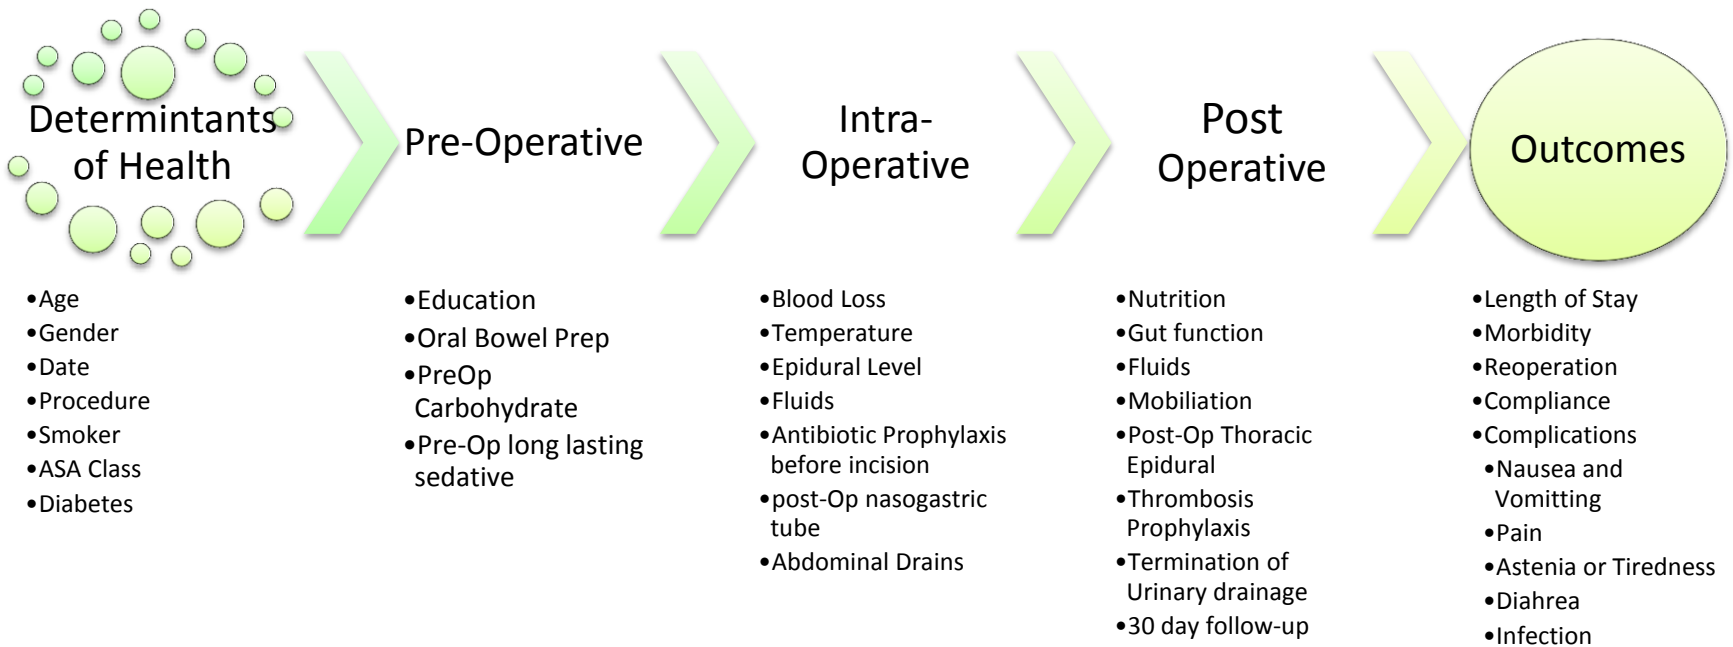 Determintants
of Health
Pre-Operative
Intra-
Operative
Post
Operative
Outcomes
•Age
•Gender
•Date
•Procedure
•Smoker
•ASA Class
•Diabetes
•Education
•Oral Bowel Prep
•PreOp
Carbohydrate
•Pre-Op long lasting
sedative
•Blood Loss
•Temperature
•Epidural Level
•Fluids
•Antibiotic Prophylaxis
before incision
•post-Op nasogastric
tube
•Abdominal Drains
•Nutrition
•Gut function
•Fluids
•Mobiliation
•Post-Op Thoracic
Epidural
•Thrombosis
Prophylaxis
•Termination of
Urinary drainage
•30 day follow-up
•Length of Stay
•Morbidity
•Reoperation
•Compliance
•Complications
•Nausea and
Vomitting
•Pain
•Astenia or Tiredness
•Diahrea
•Infection